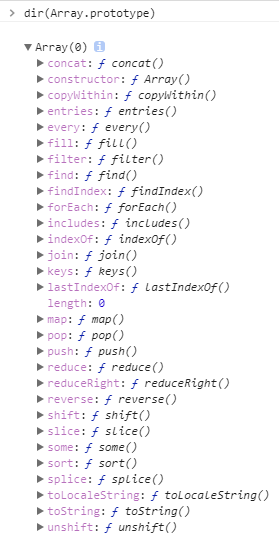 > dir(Array.prototype)
▼ Array(0) i
▶ concat: ƒ concat()
▶ constructor: ƒ Array()
▶ copyWithin: ƒ copyWithin()
▶ entries: ƒ entries()
▶ every: ƒ every()
▶ fill: ƒ fill()
▶ filter: ƒ filter()
▶ find: ƒ find()
▶ findIndex: ƒ findIndex()
▶ forEach: ƒ forEach()
▶ includes: ƒ includes()
▶ indexOf: ƒ indexOf()
▶ join: ƒ join()
▶ keys: ƒ keys()
▶ lastIndexOf: ƒ lastIndexOf()
length: 0
▶ map: ƒ map()
▶ pop: ƒ pop()
▶ push: ƒ push()
▶ reduce: ƒ reduce()
▶ reduceRight: ƒ reduceRight()
▶ reverse: ƒ reverse()
▶ shift: ƒ shift()
▶ slice: ƒ slice()
▶ some: ƒ some()
▶ sort: ƒ sort()
▶ splice: ƒ splice()
▶ toLocaleString: ƒ toLocaleString()
▶ toString: ƒ toString()
▶ unshift: ƒ unshift()